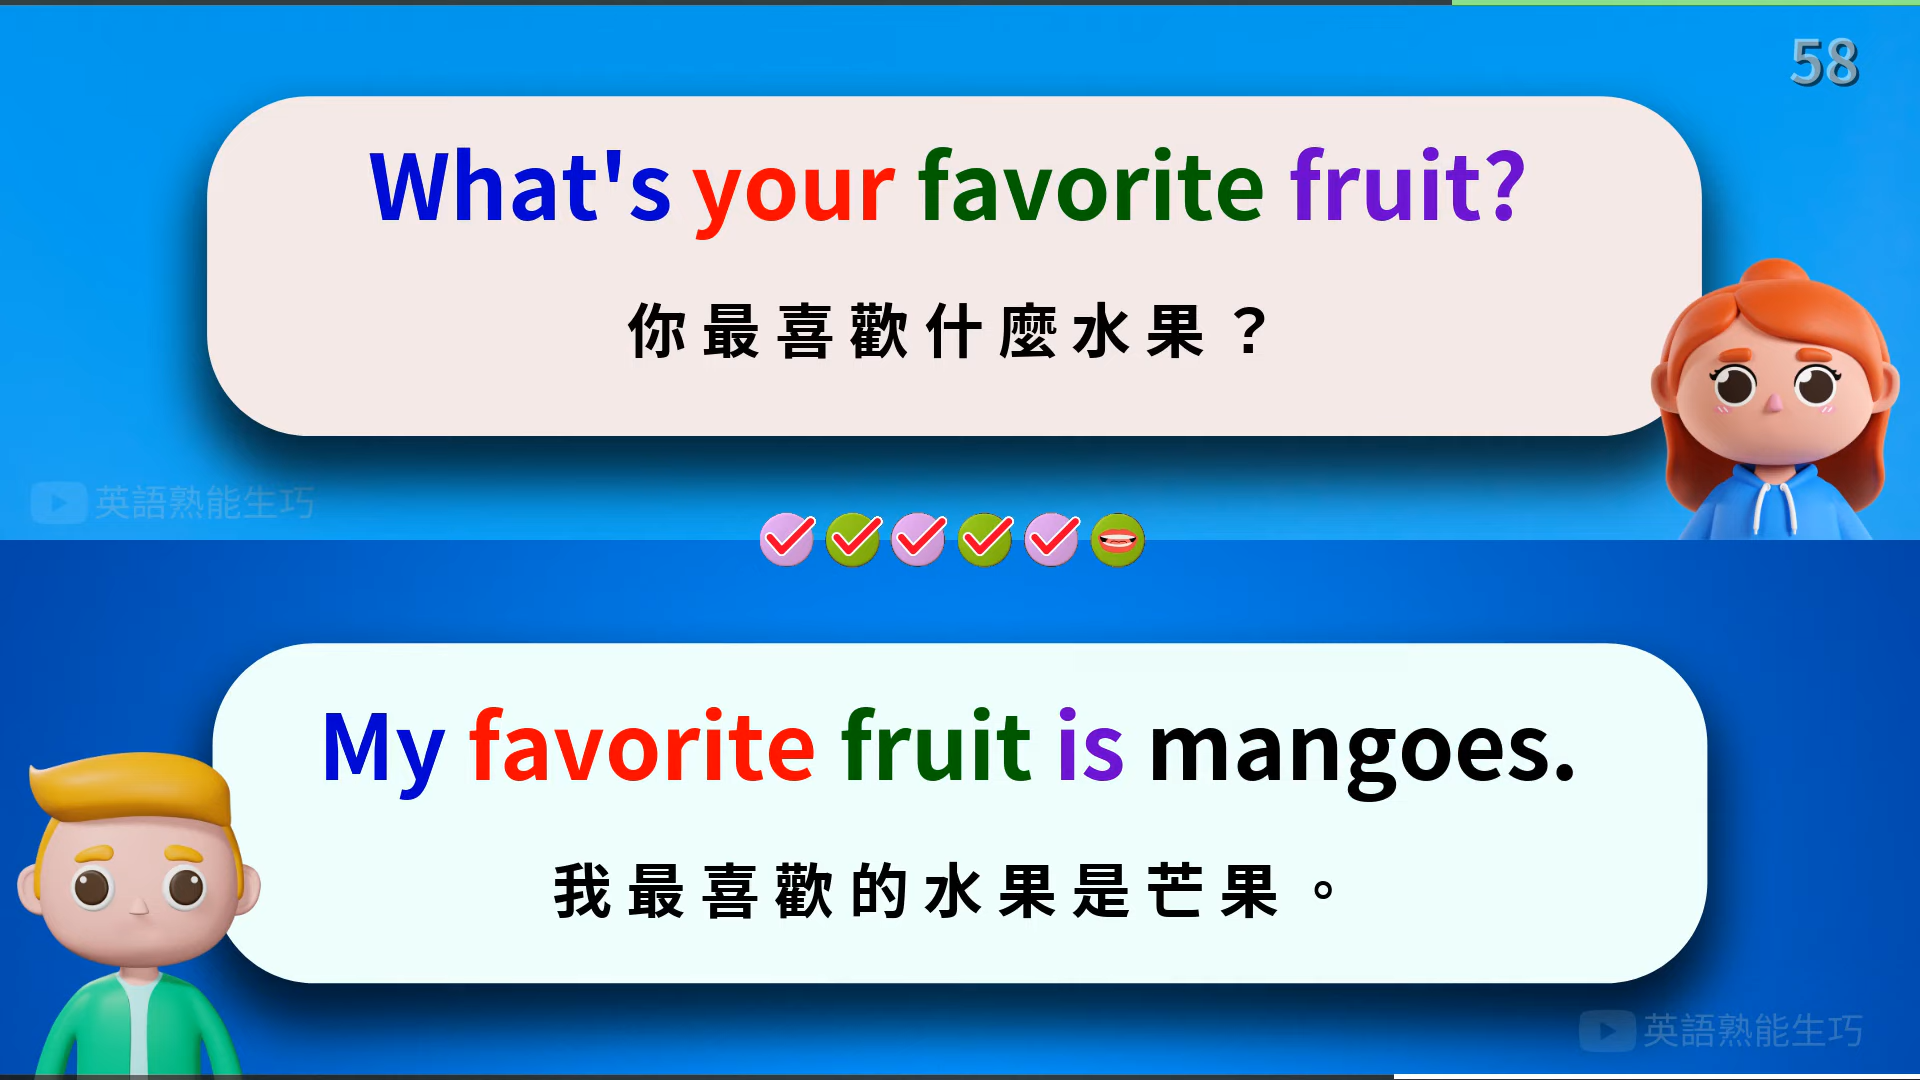 58
What's your favorite fruit?
你最喜歡什麼水果？
英語熟能生巧
My favorite fruit is mangoes.
我最喜歡的水果是芒果。
英語熟能生巧